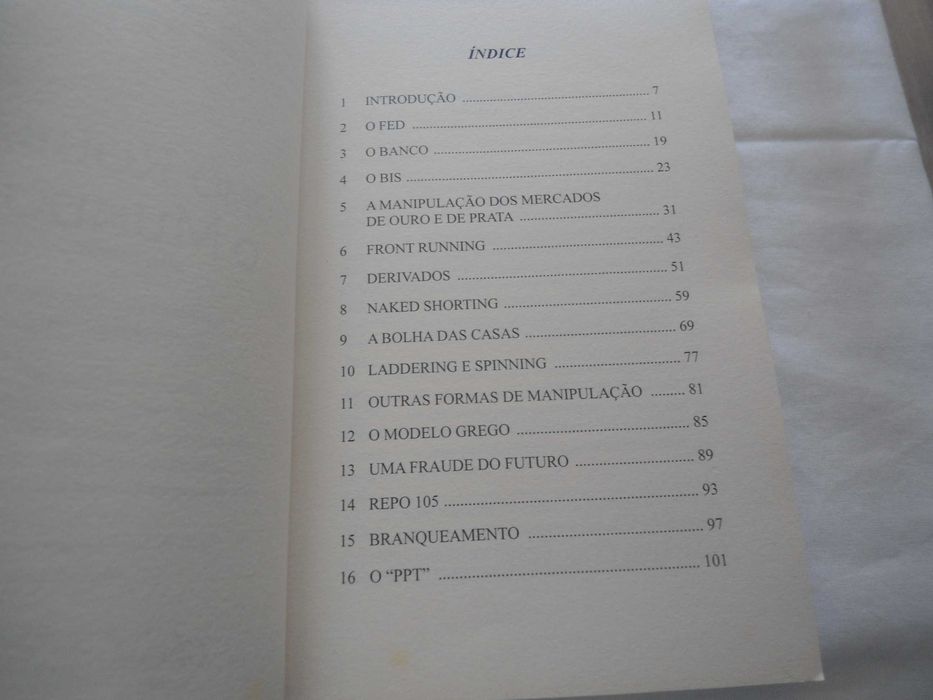 ÍNDICE
1 INTRODUÇÃO ........................................................ 7
2 O FED ..................................................................... 11
3 O BANCO ................................................................ 19
4 O BIS ....................................................................... 23
5 A MANIPULAÇÃO DOS MERCADOS
DE OURO E DE PRATA ........................................ 31
6 FRONT RUNNING ................................................. 43
7 DERIVADOS .......................................................... 51
8 NAKED SHORTING ............................................... 59
9 A BOLHA DAS CASAS .......................................... 69
10 LADDERING E SPINNING ................................... 77
11 OUTRAS FORMAS DE MANIPULAÇÃO ......... 81
12 O MODELO GREGO ............................................. 85
13 UMA FRAUDE DO FUTURO ............................... 89
14 REPO 105 ................................................................ 93
15 BRANQUEAMENTO ............................................. 97
16 O “PPT” ................................................................... 101